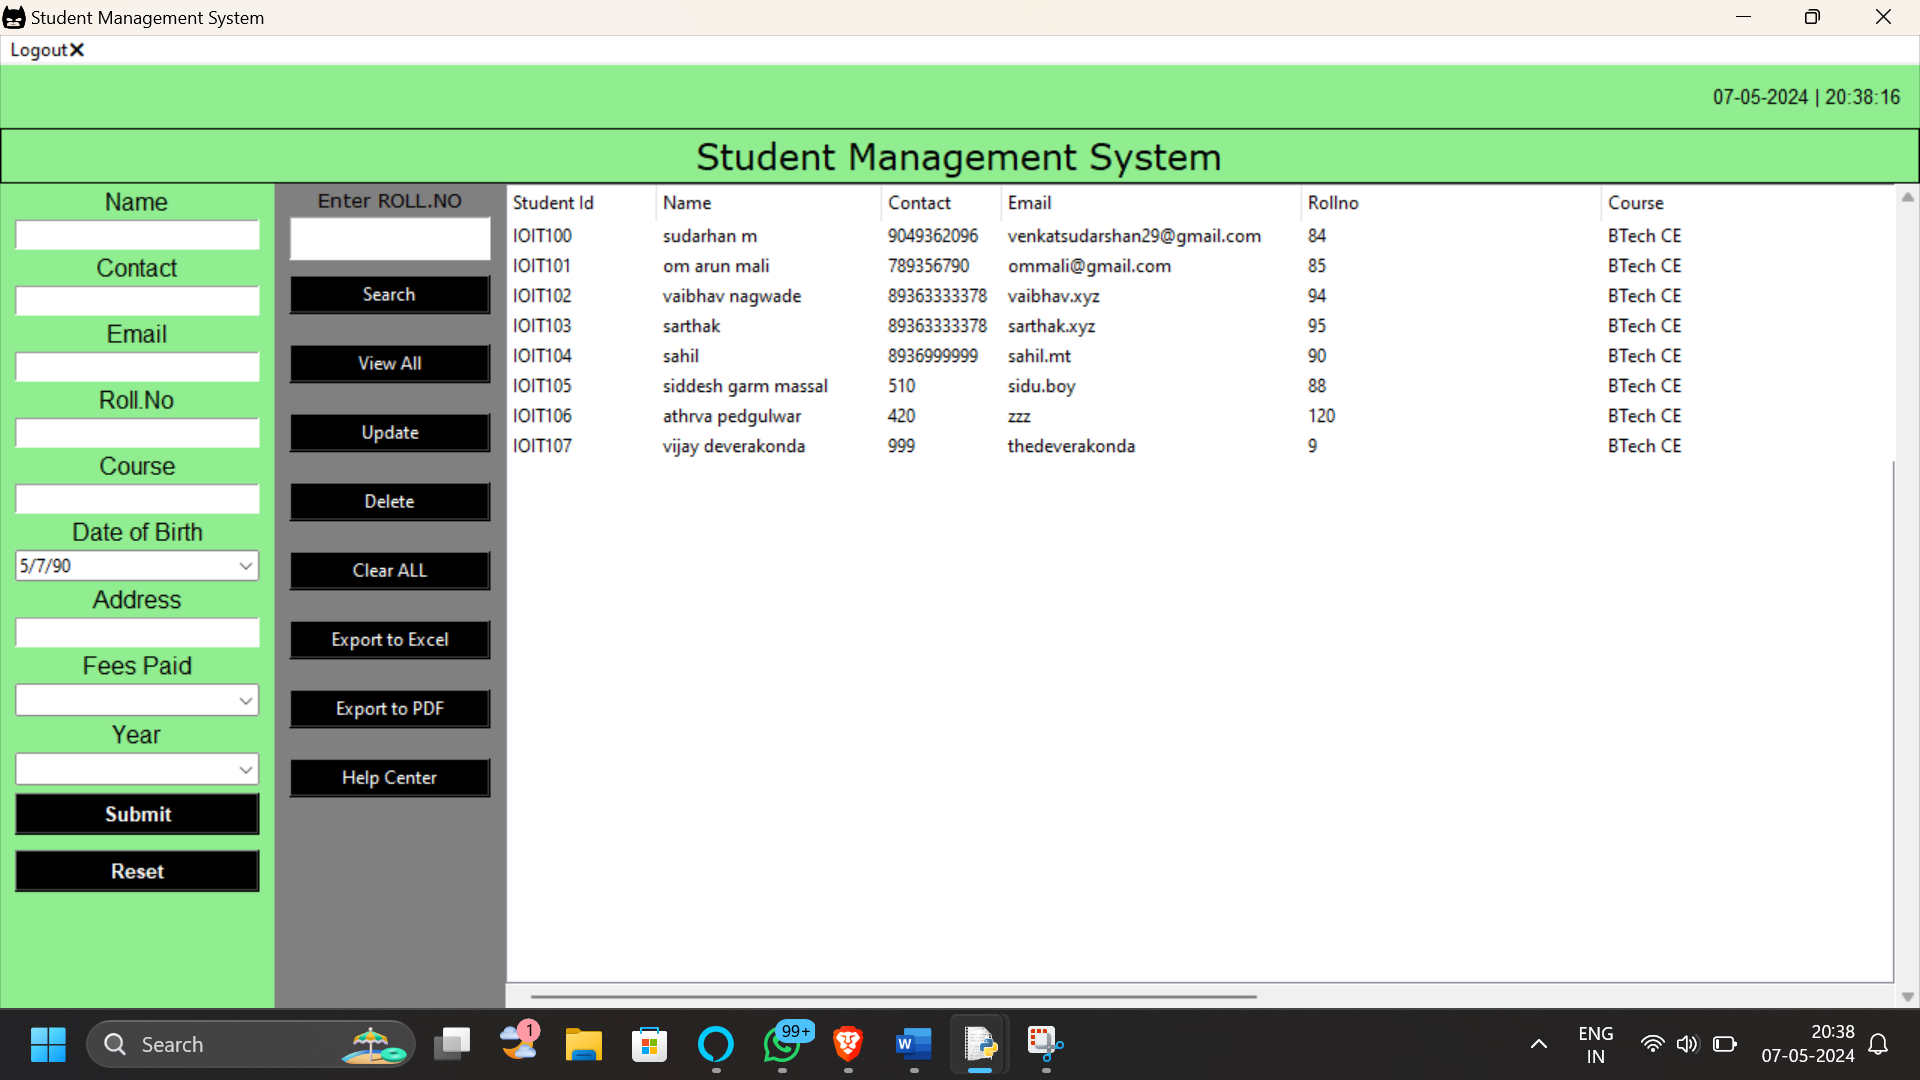 Student Management System
Logout✕
07-05-2024 | 20:38:16
Student Management System
Name
Contact
Email
Roll.No
Course
Date of Birth
5/7/90
Address
Fees Paid
Year
Submit
Reset
Enter ROLL.NO
Search
View All
Update
Delete
Clear ALL
Export to Excel
Export to PDF
Help Center
Student Id Name Contact Email Rollno Course
IOIT100 sudarhan m 9049362096 venkatsudarshan29@gmail.com 84 BTech CE
IOIT101 om arun mali 789356790 ommali@gmail.com 85 BTech CE
IOIT102 vaibhav nagwade 89363333378 vaibhav.xyz 94 BTech CE
IOIT103 sarthak 89363333378 sarthak.xyz 95 BTech CE
IOIT104 sahil 8936999999 sahil.mt 90 BTech CE
IOIT105 siddesh garm massal 510 sidu.boy 88 BTech CE
IOIT106 athrva pedgulwar 420 zzz 120 BTech CE
IOIT107 vijay deverakonda 999 thedeverakonda 9 BTech CE
Search
1
99+
W
ENG
IN
20:38
07-05-2024